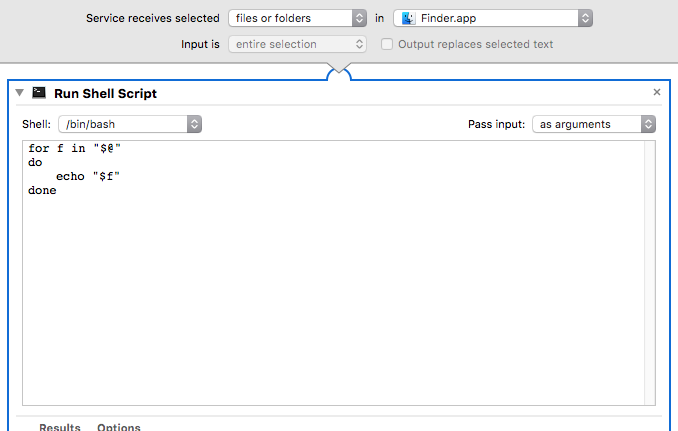 Service receives selected files or folders in Finder.app
Input is entire selection Output replaces selected text
Run Shell Script
Shell: /bin/bash Pass input: as arguments
for f in "$@"
do
    echo "$f"
done
Results Options